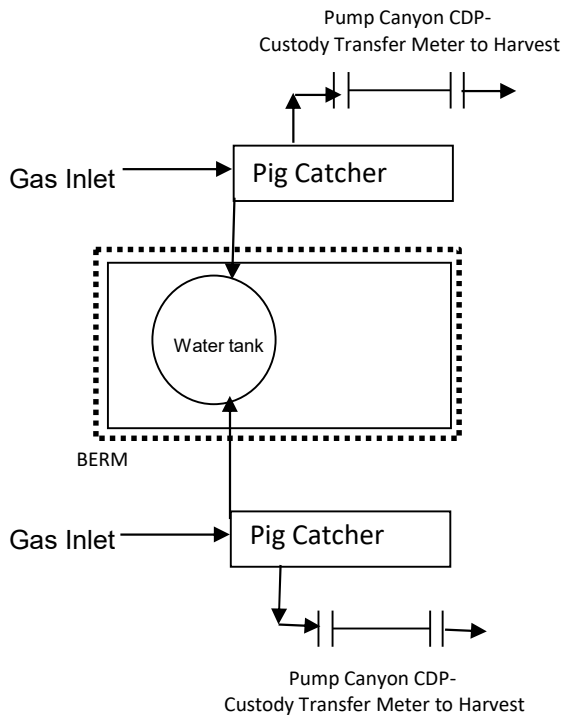 Pump Canyon CDP-
Custody Transfer Meter to Harvest
Gas Inlet
Pig Catcher
Water tank
BERM
Gas Inlet
Pig Catcher
Pump Canyon CDP-
Custody Transfer Meter to Harvest